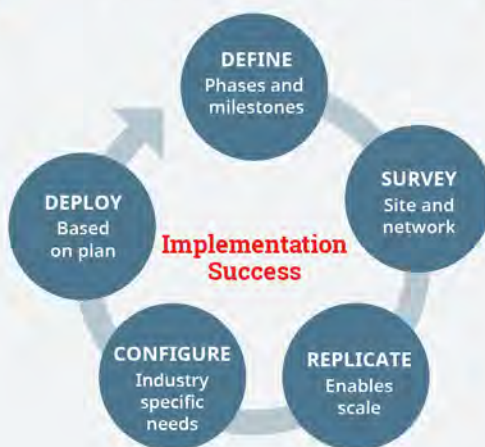 DEFINE
Phases and
milestones
SURVEY
Site and
network
REPLICATE
Enables
scale
CONFIGURE
Industry
specific
needs
DEPLOY
Based
on plan
Implementation
Success